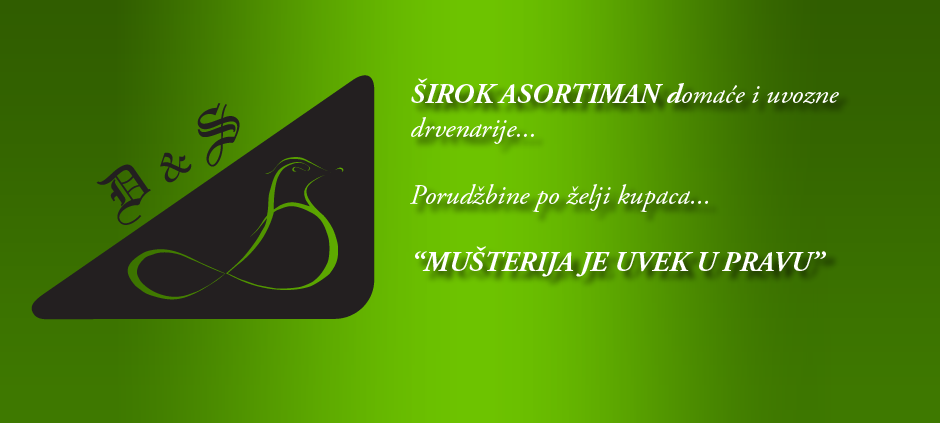 D & S
ŠIROK ASORTIMAN domaće i uvozne
drvenarije...
Porudžbine po želji kupaca...
“MUŠTERIJA JE UVEK U PRAVU”